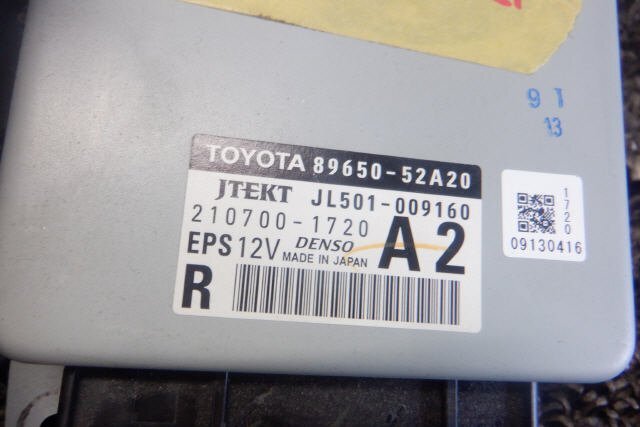 9 1
13
TOYOTA 89650-52A20
JTEKT JL501-009160
210700-1720
EPS 12V DENSO MADE IN JAPAN A2
R
1720
09130416